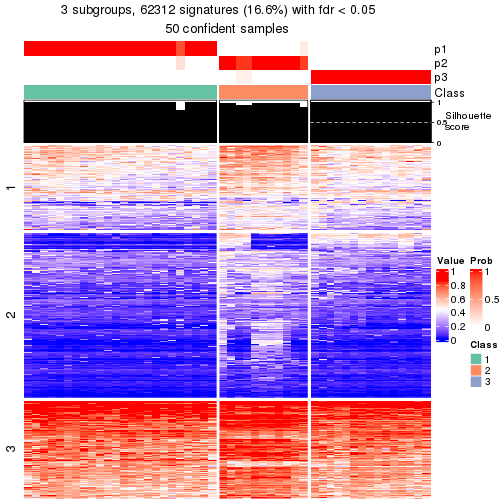 3 subgroups, 62312 signatures (16.6%) with fdr < 0.05
50 confident samples
p1
p2
p3
Class
1
0.5
0
Silhouette
score
1
2
3
Value
1
0.8
0.6
0.4
0.2
0
Prob
1
0.5
0
Class
1
2
3